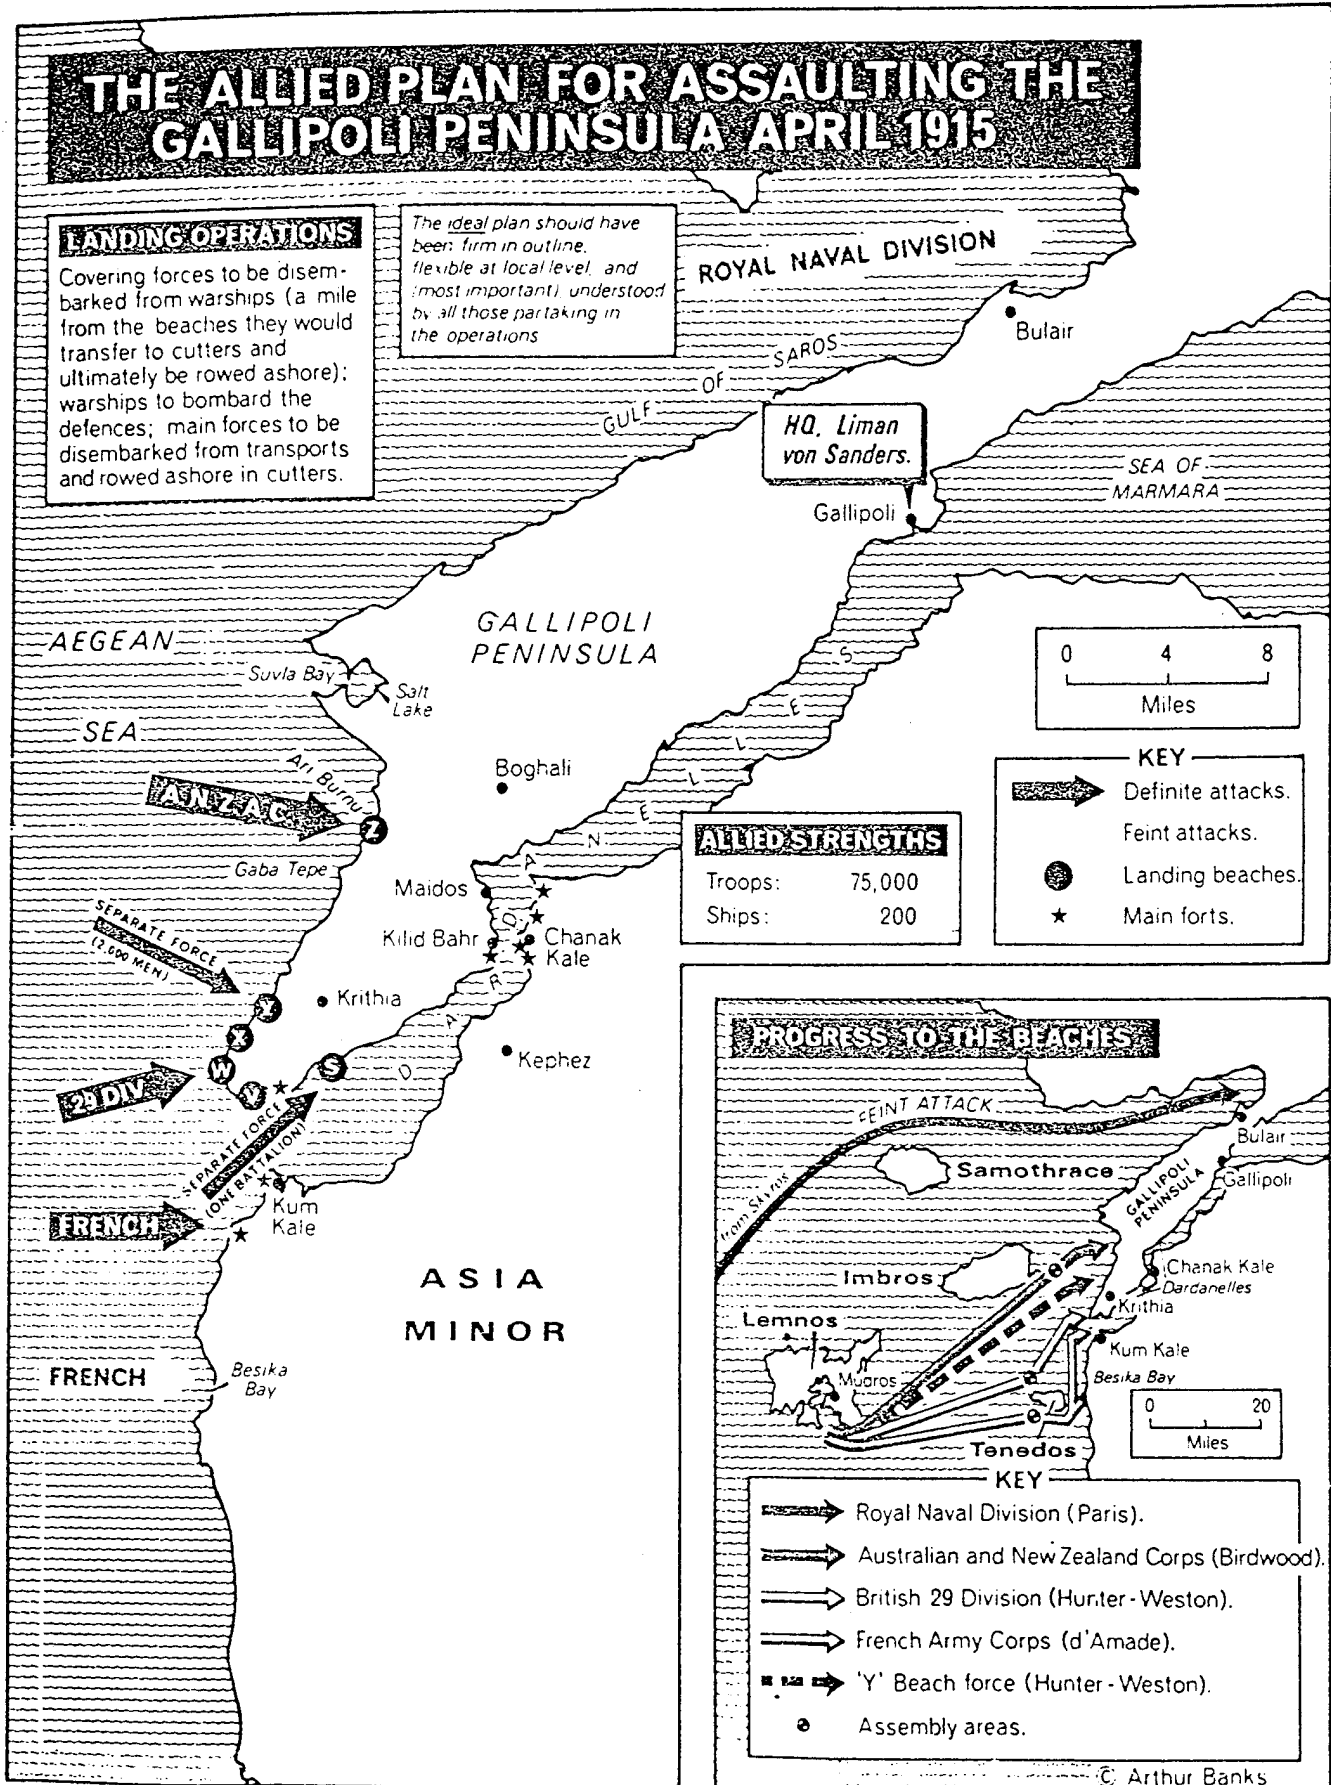 THE ALLIED PLAN FOR ASSAULTING THE
GALLIPOLI PENINSULA APRIL 1915
LANDING OPERATIONS
Covering forces to be disem-
barked from warships (a mile
from the beaches they would
transfer to cutters and
ultimately be rowed ashore);
warships to bombard the
defences; main forces to be
disembarked from transports
and rowed ashore in cutters.
The ideal plan should have
been firm in outline,
flexible at local level, and
(most important) understood
by all those partaking in
the operations
ROYAL NAVAL DIVISION
Bulair
GULF OF SAROS
HQ. Liman
von Sanders.
Gallipoli
SEA OF
MARMARA
AEGEAN
SEA
GALLIPOLI
PENINSULA
Suvla Bay
Salt
Lake
0 4 8
Miles
Ari Burnu
A.N.Z.A.C.
Z
Boghali
DARDANELLES
KEY
Definite attacks.
Feint attacks.
Landing beaches.
Main forts.
ALLIED STRENGTHS
Troops: 75,000
Ships: 200
Gaba Tepe
Maidos
Kilid Bahr
Chanak
Kale
SEPARATE FORCE
(2,000 MEN)
Y
Krithia
X
W
V
S
Kephez
29 DIV.
SEPARATE FORCE
(ONE BATTALION)
Kum
Kale
FRENCH
ASIA
MINOR
FRENCH
Besika
Bay
PROGRESS TO THE BEACHES
FEINT ATTACK
from Skyros
Bulair
Samothrace
GALLIPOLI
PENINSULA
Gallipoli
Imbros
Chanak Kale
Dardanelles
Krithia
Lemnos
Kum Kale
Mudros
Besika Bay
0 20
Miles
Tenedos
KEY
Royal Naval Division (Paris).
Australian and New Zealand Corps (Birdwood).
British 29 Division (Hunter-Weston).
French Army Corps (d'Amade).
'Y' Beach force (Hunter-Weston).
Assembly areas.
© Arthur Banks